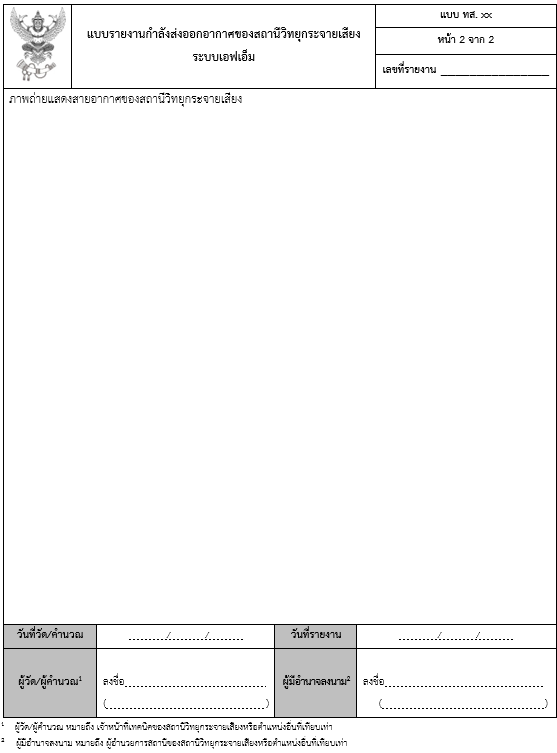 แบบรายงานกำลังส่งออกอากาศของสถานีวิทยุกระจายเสียง
ระบบเอฟเอ็ม
แบบ ทส. xx
หน้า 2 จาก 2
เลขที่รายงาน ____________________
ภาพถ่ายแสดงสายอากาศของสถานีวิทยุกระจายเสียง
วันที่วัด/คำนวณ ........./........./......... วันที่รายงาน ........./........./.........
ผู้วัด/ผู้คำนวณ¹ ลงชื่อ.................................... ผู้มีอำนาจลงนาม² ลงชื่อ....................................
(........................................) (........................................)
¹ ผู้วัด/ผู้คำนวณ หมายถึง เจ้าหน้าที่เทคนิคของสถานีวิทยุกระจายเสียงหรือตำแหน่งอื่นที่เทียบเท่า
² ผู้มีอำนาจลงนาม หมายถึง ผู้อำนวยการสถานีของสถานีวิทยุกระจายเสียงหรือตำแหน่งอื่นที่เทียบเท่า